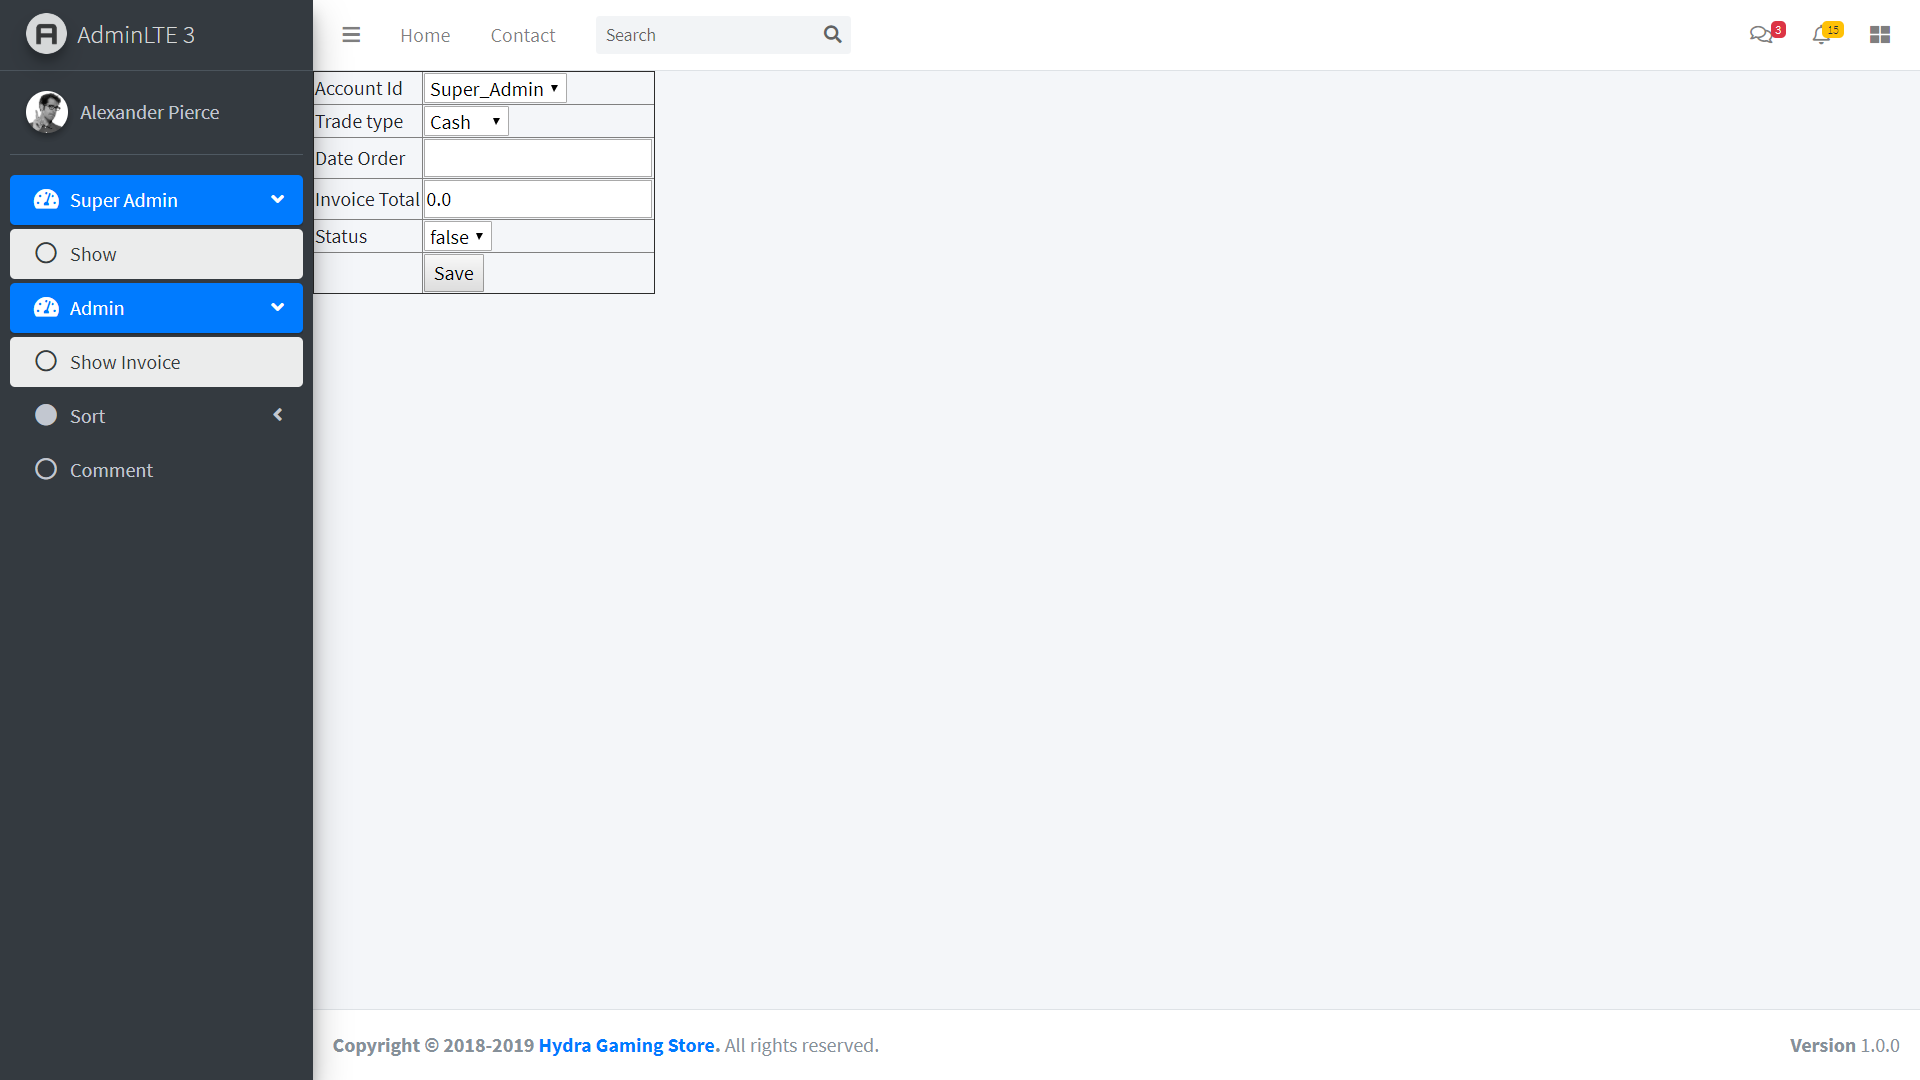 AdminLTE 3
Home
Contact
Search
3
15
Alexander Pierce
Super Admin
Show
Admin
Show Invoice
Sort
Comment
Account Id Super_Admin
Trade type Cash
Date Order
Invoice Total 0.0
Status false
Save
Copyright © 2018-2019 Hydra Gaming Store. All rights reserved.
Version 1.0.0